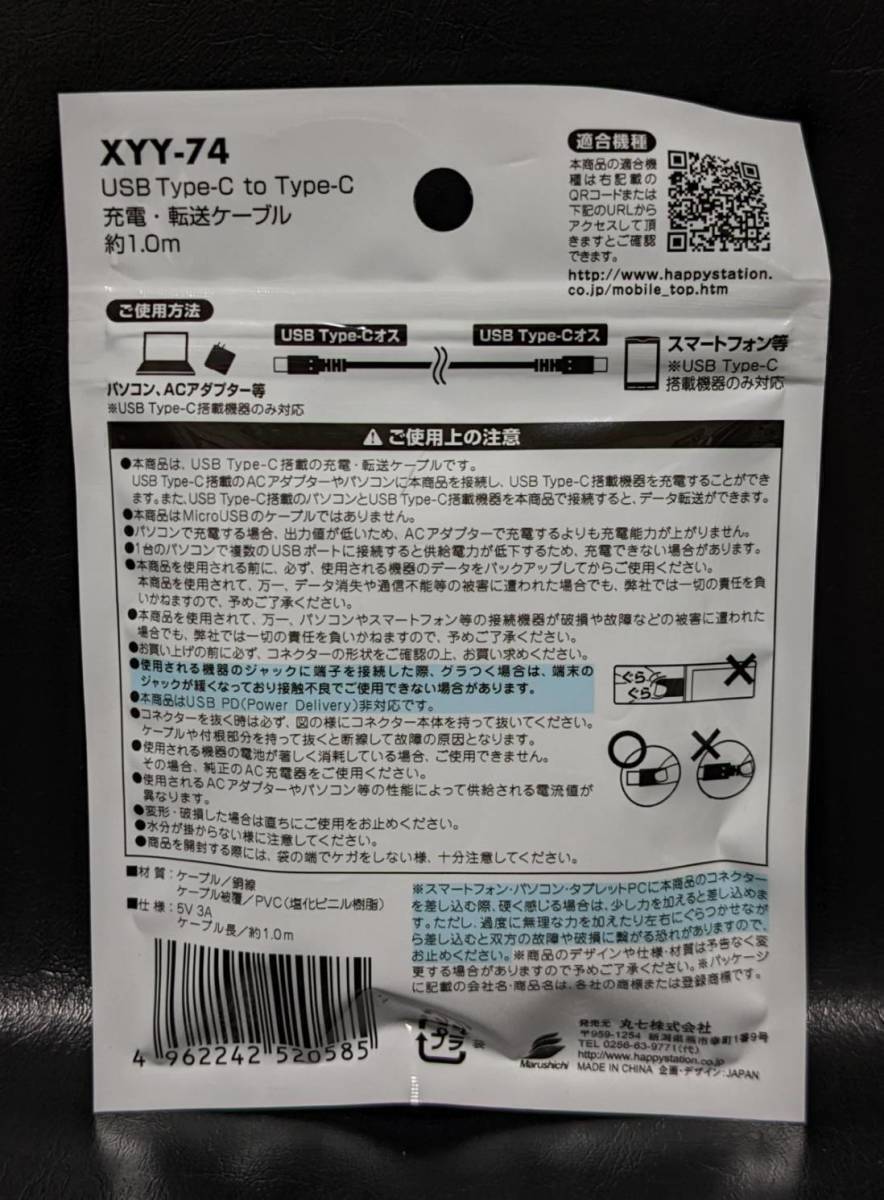 XYY-74
USB Type-C to Type-C
充電・転送ケーブル
約1.0m
適合機種
本商品の適合機
種は右記載の
QRコードまたは
下記のURLから
アクセスして頂
きますとご確認
できます。
http://www.happystation.
co.jp/mobile_top.htm
ご使用方法
USB Type-Cオス
USB Type-Cオス
パソコン、ACアダプター等
※USB Type-C搭載機器のみ対応
スマートフォン等
※USB Type-C
搭載機器のみ対応
ご使用上の注意
●本商品は、USB Type-C搭載の充電・転送ケーブルです。
USB Type-C搭載のACアダプターやパソコンに本商品を接続し、USB Type-C搭載機器を充電することができ
ます。また、USB Type-C搭載のパソコンとUSB Type-C搭載機器を本商品で接続すると、データ転送ができます。
●本商品はMicroUSBのケーブルではありません。
●パソコンで充電する場合、出力値が低いため、ACアダプターで充電するよりも充電能力が上がりません。
●1台のパソコンで複数のUSBポートに接続すると供給電力が低下するため、充電できない場合があります。
●本商品を使用される前に、必ず、使用される機器のデータをバックアップしてからご使用ください。
本商品を使用されて、万一、データ消失や通信不能等の被害に遭われた場合でも、弊社では一切の責任を負
いかねますので、予めご了承ください。
●本商品を使用されて、万一、パソコンやスマートフォン等の接続機器が破損や故障などの被害に遭われた
場合でも、弊社では一切の責任を負いかねますので、予めご了承ください。
●お買い上げの前に必ず、コネクターの形状をご確認の上、お買い求めください。
●使用される機器のジャックに端子を接続した際、グラつく場合は、端末の
ジャックが緩くなっており接触不良でご使用できない場合があります。
●本商品はUSB PD(Power Delivery)非対応です。
●コネクターを抜く時は必ず、図の様にコネクター本体を持って抜いてください。
ケーブルや付根部分を持って抜くと断線して故障の原因となります。
●使用される機器の電池が著しく消耗している場合、ご使用できません。
その場合、純正のAC充電器をご使用ください。
●使用されるACアダプターやパソコン等の性能によって供給される電流値が
異なります。
●変形・破損した場合は直ちにご使用をお止めください。
●水分が掛からない様に注意してください。
●商品を開封する際には、袋の端でケガをしない様、十分注意してください。
ぐら
ぐら
■材質:ケーブル/銅線
ケーブル被覆/PVC(塩化ビニル樹脂)
■仕様:5V 3A
ケーブル長/約1.0m
※スマートフォン・パソコン・タブレットPCに本商品のコネクター
を差し込む際、硬く感じる場合は、少し力を加えると差し込めま
す。ただし、過度に無理な力を加えたり左右にぐらつかせなが
ら差し込むと双方の故障や破損に繋がる恐れがありますので、
お止めください。※商品のデザインや仕様・材質は予告なく変
更する場合がありますので予めご了承ください。※パッケージ
に記載の会社名・商品名は、各社の商標または登録商標です。
4 962242 520585
プラ
袋
Marushichi
発売元 丸七株式会社
〒959-1254 新潟県燕市幸町1番9号
TEL 0256-63-9771(代)
http://www.happystation.co.jp
MADE IN CHINA 企画・デザイン:JAPAN